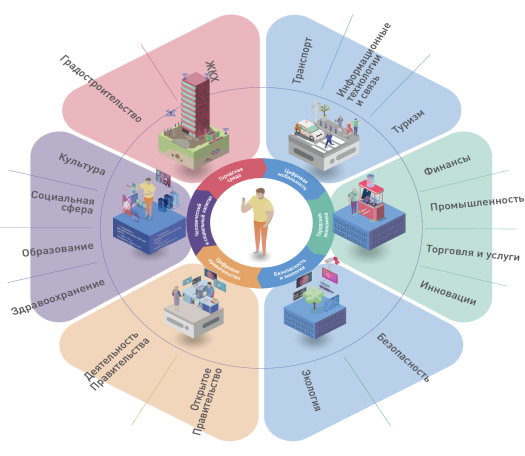 Градостроительство
ЖКХ
Транспорт
Информационные
технологии
и связь
Туризм
Финансы
Промышленность
Торговля и услуги
Инновации
Безопасность
Экология
Открытое
Правительство
Деятельность
Правительства
Здравоохранение
Образование
Социальная
сфера
Культура
Городская
среда
Цифровая
мобильность
Городская
экономика
Безопасность
и экология
Цифровое
правительство
Человеческий
и социальный капитал